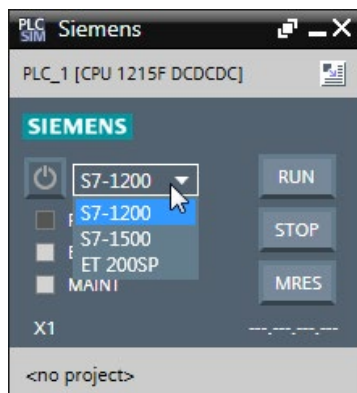 PLC SIM Siemens
PLC_1 [CPU 1215F DCDCDC]
SIEMENS
S7-1200
RUN
S7-1200
S7-1500
ET 200SP
STOP
MAINT
MRES
X1
---.---.---.---
<no project>